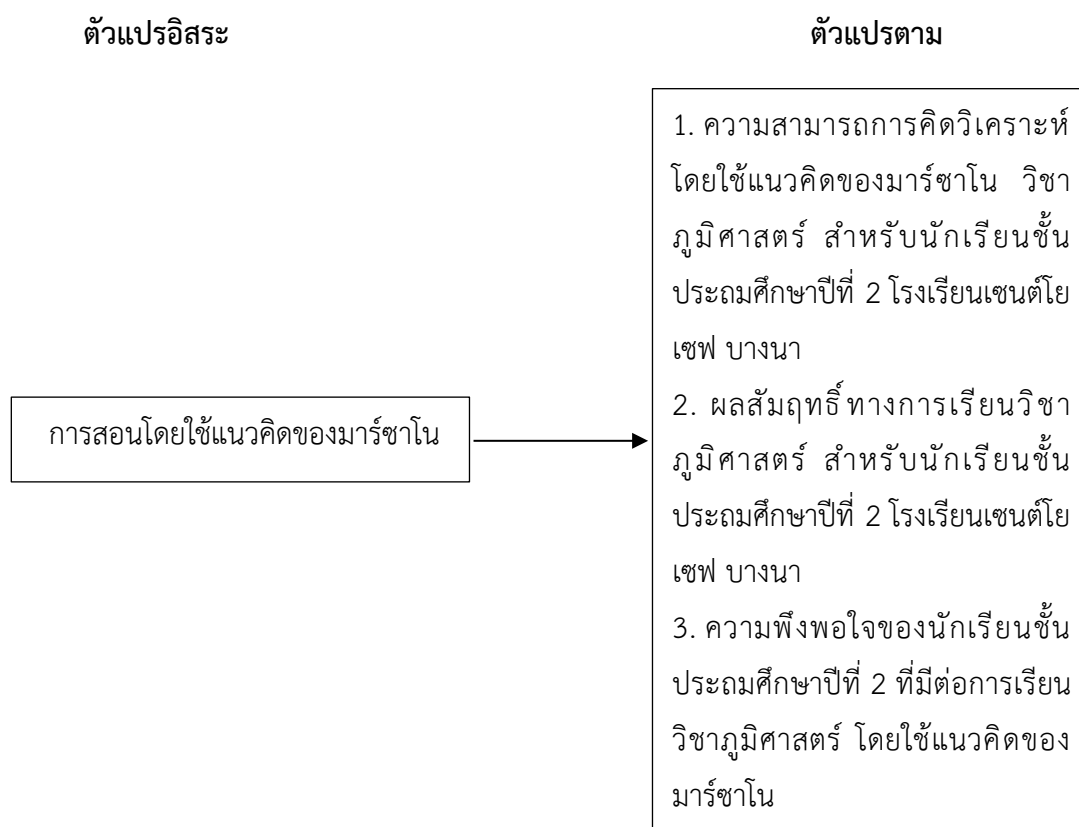 ตัวแปรอิสระ
ตัวแปรตาม
การสอนโดยใช้แนวคิดของมาร์ซาโน
1. ความสามารถการคิดวิเคราะห์
โดยใช้แนวคิดของมาร์ซาโน วิชา
ภูมิศาสตร์ สำหรับนักเรียนชั้น
ประถมศึกษาปีที่ 2 โรงเรียนเซนต์โย
เซฟ บางนา
2. ผลสัมฤทธิ์ทางการเรียนวิชา
ภูมิศาสตร์ สำหรับนักเรียนชั้น
ประถมศึกษาปีที่ 2 โรงเรียนเซนต์โย
เซฟ บางนา
3. ความพึงพอใจของนักเรียนชั้น
ประถมศึกษาปีที่ 2 ที่มีต่อการเรียน
วิชาภูมิศาสตร์ โดยใช้แนวคิดของ
มาร์ซาโน